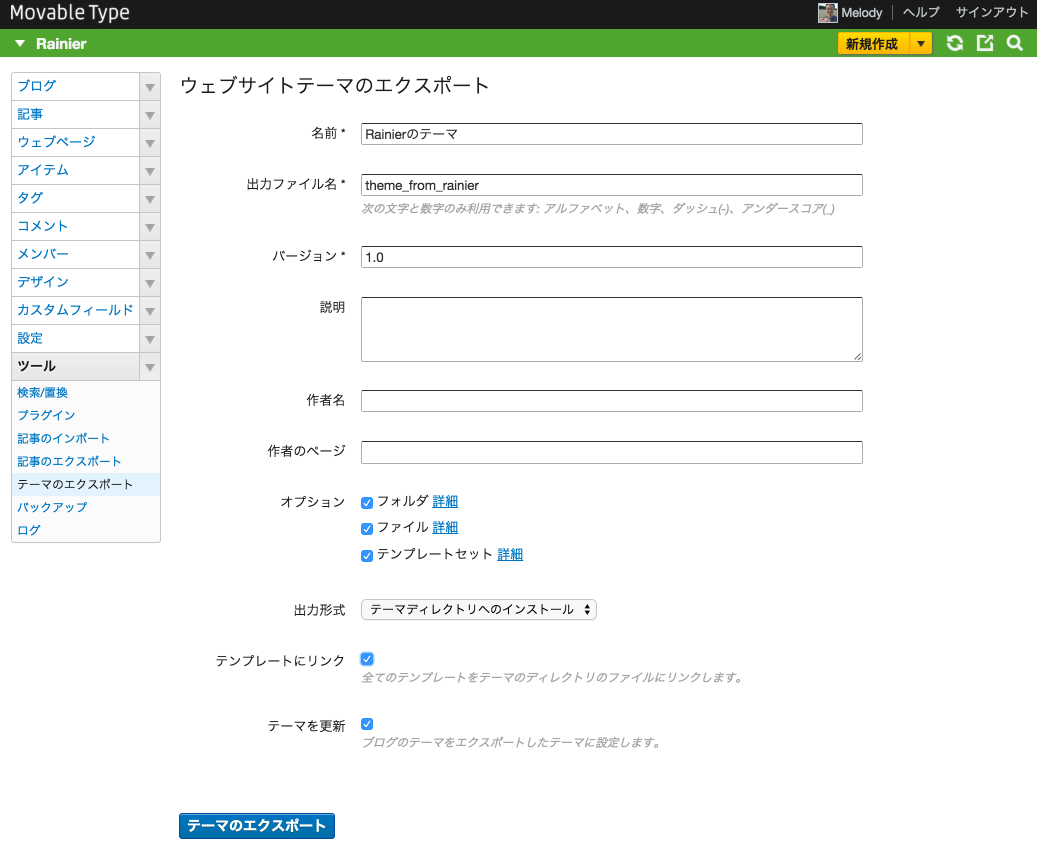 Movable Type
Melody ヘルプ サインアウト
Rainier
新規作成
ブログ
記事
ウェブページ
アイテム
タグ
コメント
メンバー
デザイン
カスタムフィールド
設定
ツール
検索/置換
プラグイン
記事のインポート
記事のエクスポート
テーマのエクスポート
バックアップ
ログ
ウェブサイトテーマのエクスポート
名前 * Rainierのテーマ
出力ファイル名 * theme_from_rainier
次の文字と数字のみ利用できます: アルファベット、数字、ダッシュ(-)、アンダースコア(_)
バージョン * 1.0
説明
作者名
作者のページ
オプション フォルダ 詳細
ファイル 詳細
テンプレートセット 詳細
出力形式 テーマディレクトリへのインストール
テンプレートにリンク
全てのテンプレートをテーマのディレクトリのファイルにリンクします。
テーマを更新
ブログのテーマをエクスポートしたテーマに設定します。
テーマのエクスポート